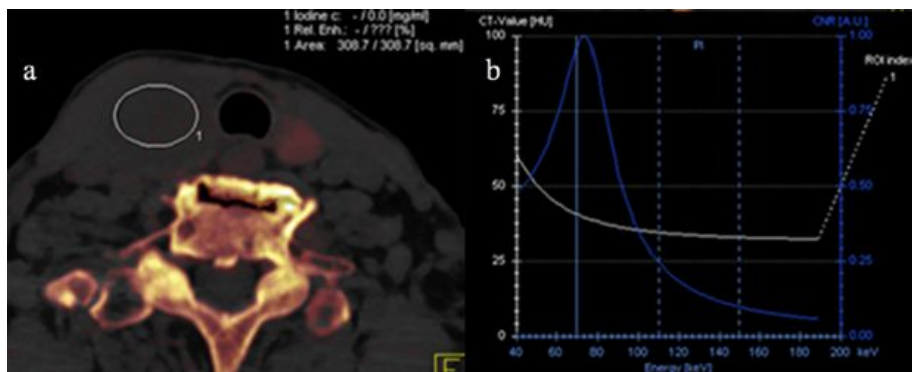 1 Iodine c: - / 0.0 [mg/ml]
1 Rel. Enh.: - / ??? [%]
1 Area: 308.7 / 308.7 [sq. mm]
a
1
CT-Value [HU]
CNR [A.U.]
b
PI
ROI index
1
100
75
50
25
0
1.00
0.75
0.50
0.25
0.00
40
60
80
100
120
140
160
180
200
keV
Energy [keV]
F